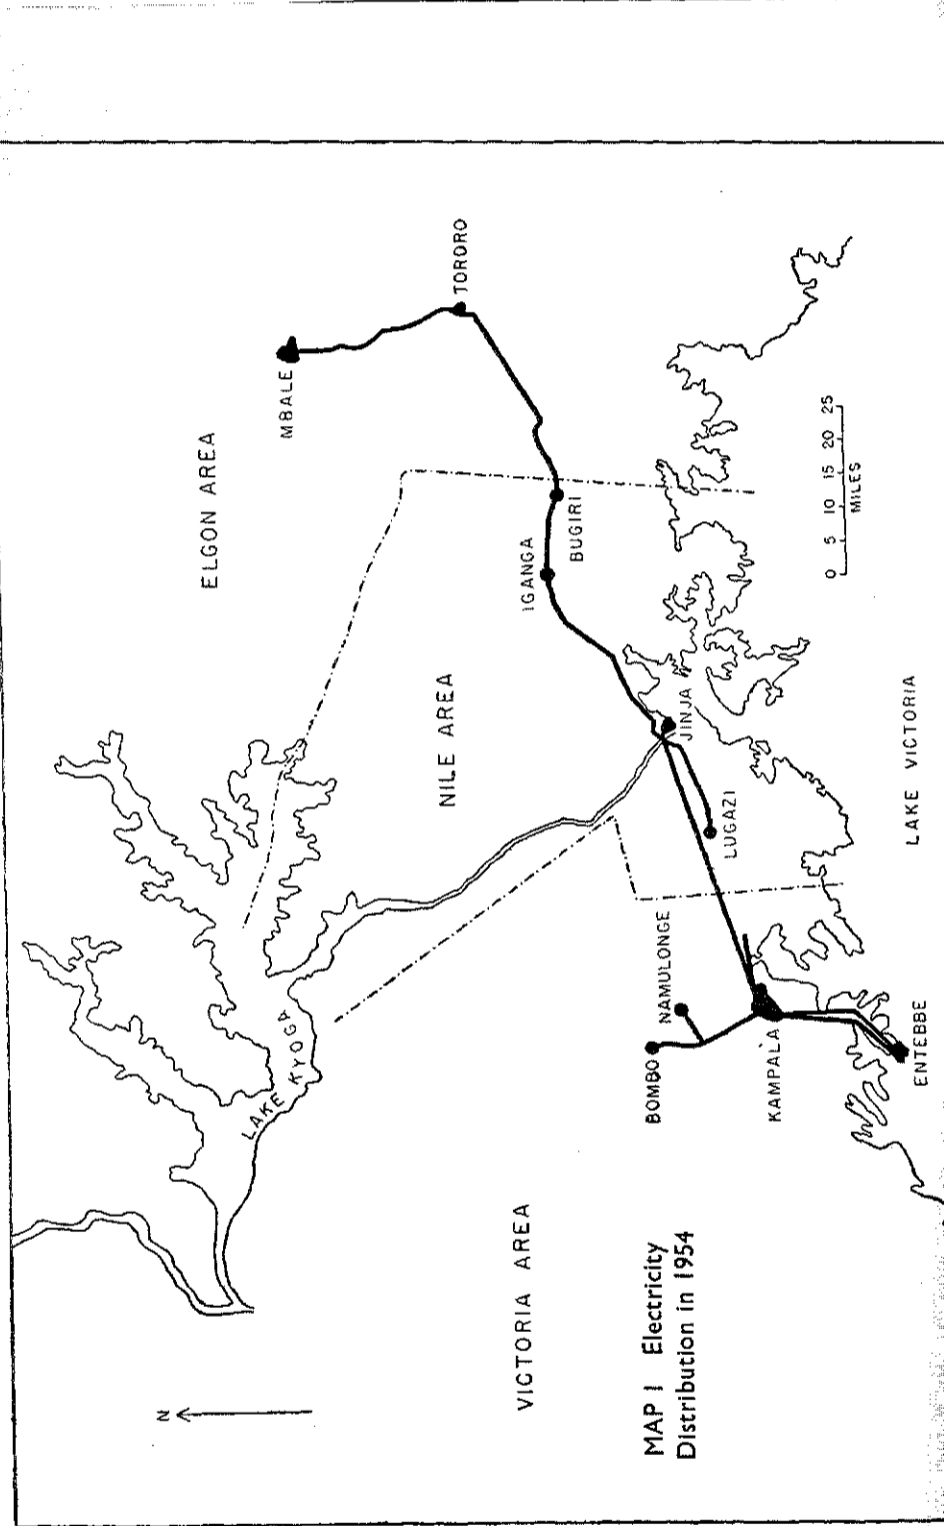 N
ELGON AREA
MBALE
TORORO
LAKE KYOGA
NILE AREA
IGANGA
BUGIRI
VICTORIA AREA
BOMBO
NAMULONGE
JINJA
LUGAZI
KAMPALA
ENTEBBE
LAKE VICTORIA
0 5 10 15 20 25
MILES
MAP 1 Electricity
Distribution in 1954